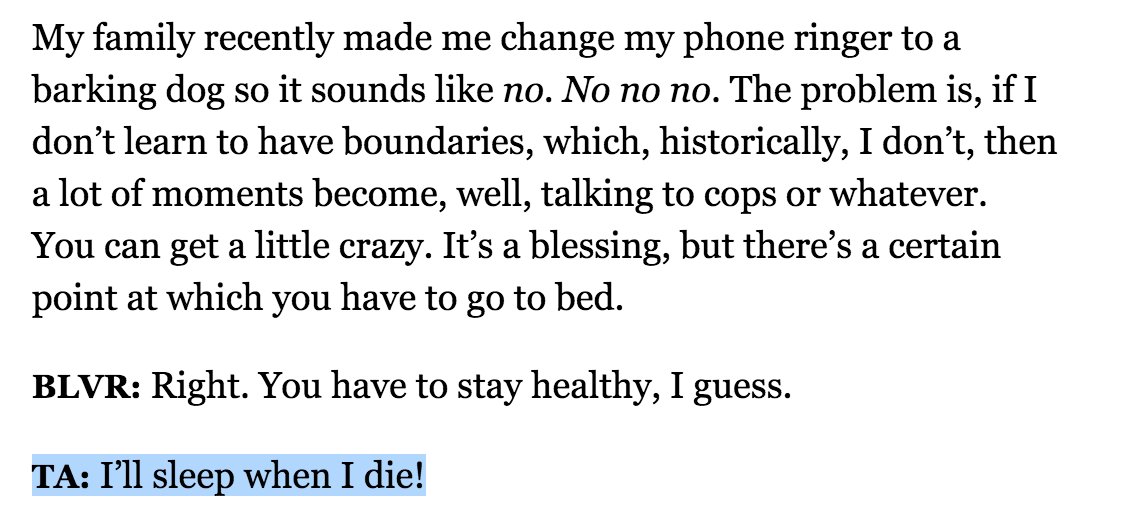 My family recently made me change my phone ringer to a
barking dog so it sounds like no. No no no. The problem is, if I
don’t learn to have boundaries, which, historically, I don’t, then
a lot of moments become, well, talking to cops or whatever.
You can get a little crazy. It’s a blessing, but there’s a certain
point at which you have to go to bed.
BLVR: Right. You have to stay healthy, I guess.
TA: I’ll sleep when I die!